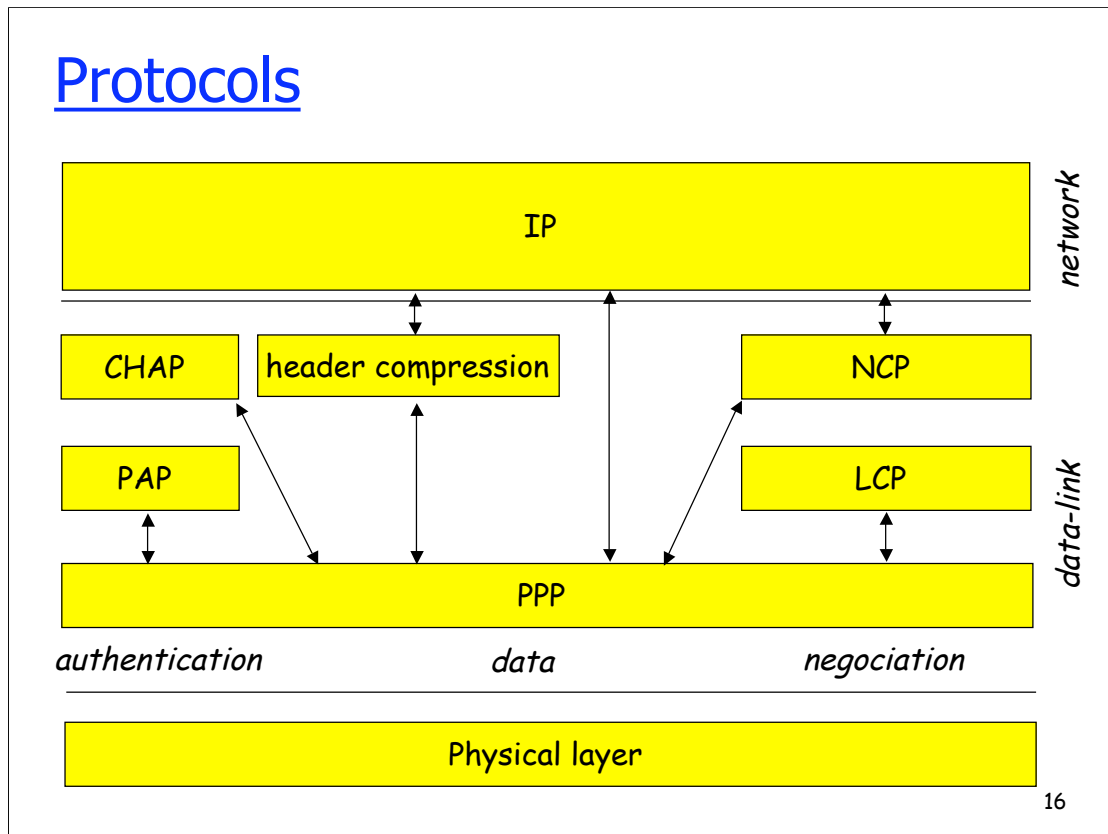 Protocols
IP
network
CHAP
header compression
NCP
PAP
LCP
data-link
PPP
authentication
data
negociation
Physical layer
16